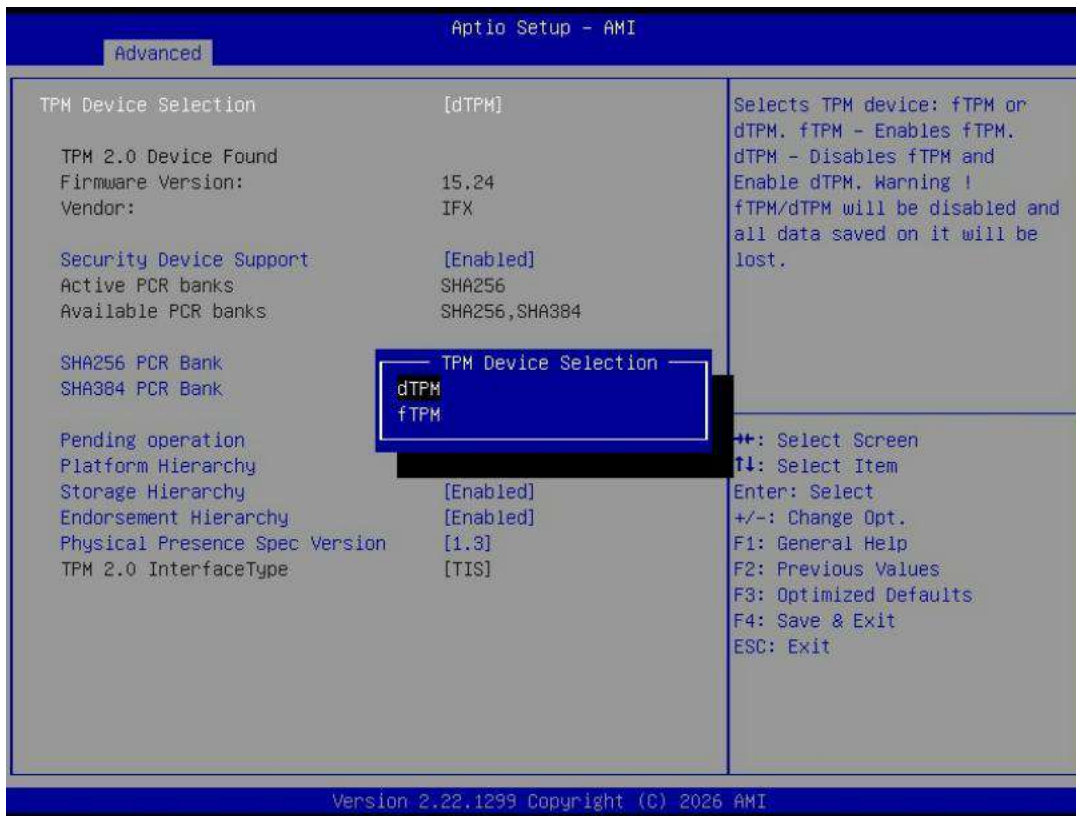 Aptio Setup - AMI
Advanced
TPM Device Selection [dTPM]
TPM 2.0 Device Found
Firmware Version: 15.24
Vendor: IFX
Security Device Support [Enabled]
Active PCR banks SHA256
Available PCR banks SHA256,SHA384
SHA256 PCR Bank
SHA384 PCR Bank
TPM Device Selection
dTPM
fTPM
Pending operation
Platform Hierarchy
Storage Hierarchy [Enabled]
Endorsement Hierarchy [Enabled]
Physical Presence Spec Version [1.3]
TPM 2.0 InterfaceType [TIS]
Selects TPM device: fTPM or
dTPM. fTPM - Enables fTPM.
dTPM - Disables fTPM and
Enable dTPM. Warning !
fTPM/dTPM will be disabled and
all data saved on it will be
lost.
→←: Select Screen
↑↓: Select Item
Enter: Select
+/-: Change Opt.
F1: General Help
F2: Previous Values
F3: Optimized Defaults
F4: Save & Exit
ESC: Exit
Version 2.22.1299 Copyright (C) 2026 AMI